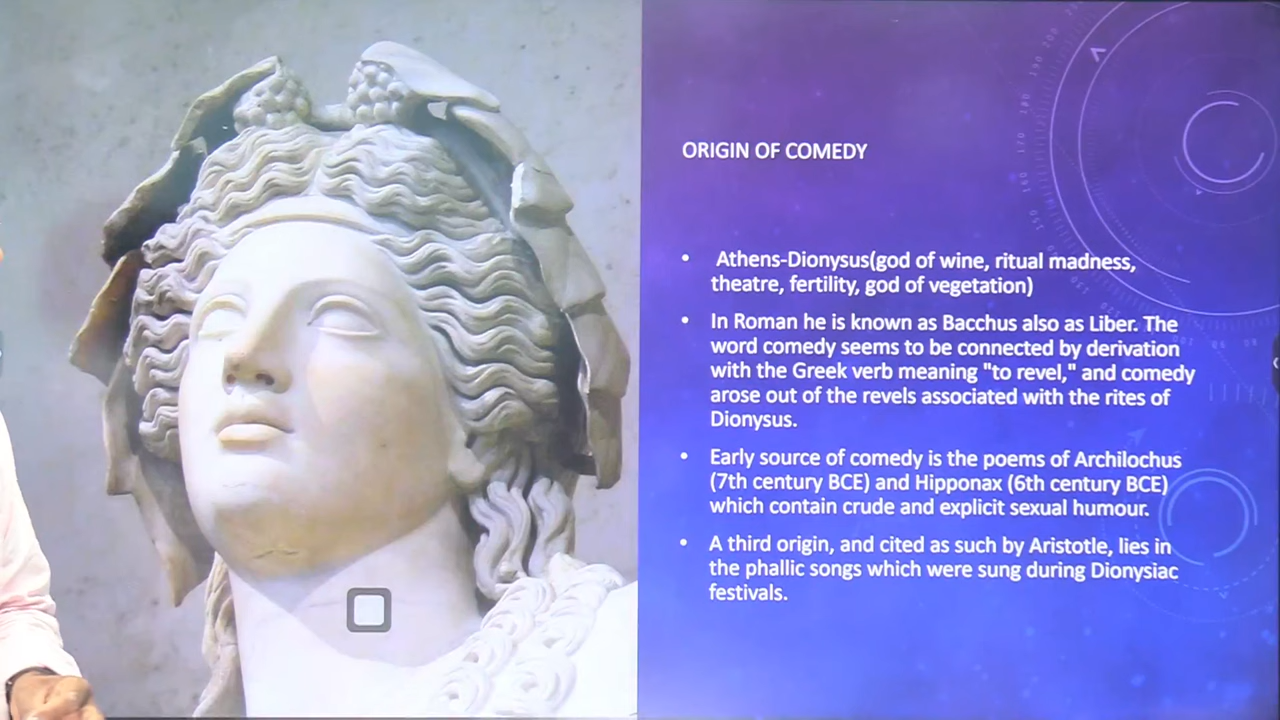 ORIGIN OF COMEDY
• Athens-Dionysus(god of wine, ritual madness,
theatre, fertility, god of vegetation)
• In Roman he is known as Bacchus also as Liber. The
word comedy seems to be connected by derivation
with the Greek verb meaning "to revel," and comedy
arose out of the revels associated with the rites of
Dionysus.
• Early source of comedy is the poems of Archilochus
(7th century BCE) and Hipponax (6th century BCE)
which contain crude and explicit sexual humour.
• A third origin, and cited as such by Aristotle, lies in
the phallic songs which were sung during Dionysiac
festivals.